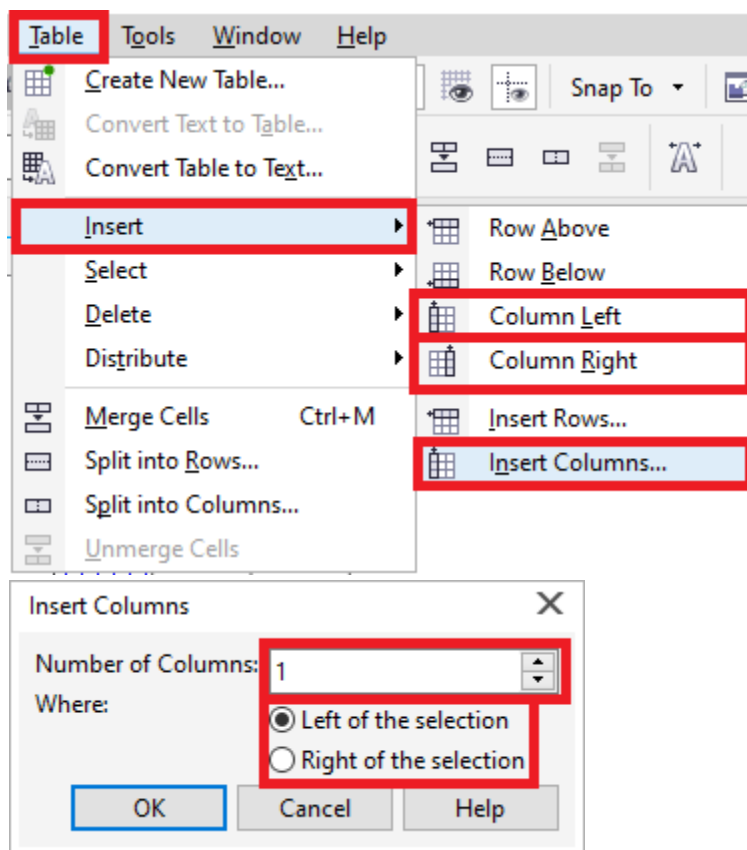 Table Tools Window Help
Create New Table...
Snap To
Convert Text to Table...
Convert Table to Text...
Insert
Row Above
Select
Row Below
Delete
Column Left
Distribute
Column Right
Merge Cells Ctrl+M
Insert Rows...
Split into Rows...
Insert Columns...
Split into Columns...
Unmerge Cells
Insert Columns
Number of Columns: 1
Where:
Left of the selection
Right of the selection
OK Cancel Help